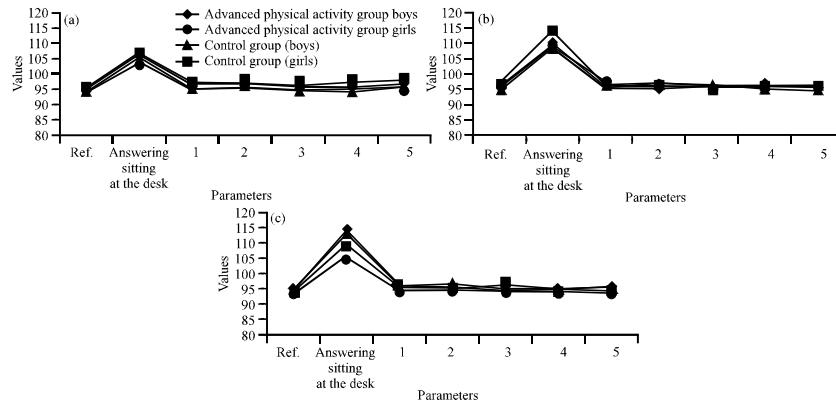 (a)
Advanced physical activity group boys
Advanced physical activity group girls
Control group (boys)
Control group (girls)
120
115
110
105
100
95
90
85
80
Values
Ref.
Answering
sitting
at the desk
1
2
3
4
5
Parameters
(b)
120
115
110
105
100
95
90
85
80
Values
Ref.
Answering
sitting
at the desk
1
2
3
4
5
Parameters
(c)
120
115
110
105
100
95
90
85
80
Values
Ref.
Answering
sitting
at the desk
1
2
3
4
5
Parameters